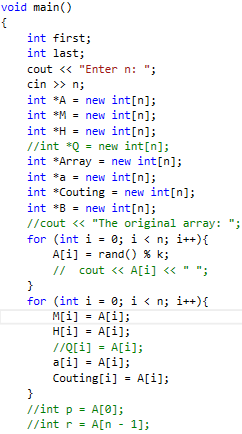 void main()
{
    int first;
    int last;
    cout << "Enter n: ";
    cin >> n;
    int *A = new int[n];
    int *M = new int[n];
    int *H = new int[n];
    //int *Q = new int[n];
    int *Array = new int[n];
    int *a = new int[n];
    int *Couting = new int[n];
    int *B = new int[n];
    //cout << "The original array: ";
    for (int i = 0; i < n; i++){
        A[i] = rand() % k;
        //  cout << A[i] << " ";
    }
    for (int i = 0; i < n; i++){
        M[i] = A[i];
        H[i] = A[i];
        //Q[i] = A[i];
        a[i] = A[i];
        Couting[i] = A[i];
    }
    //int p = A[0];
    //int r = A[n - 1];